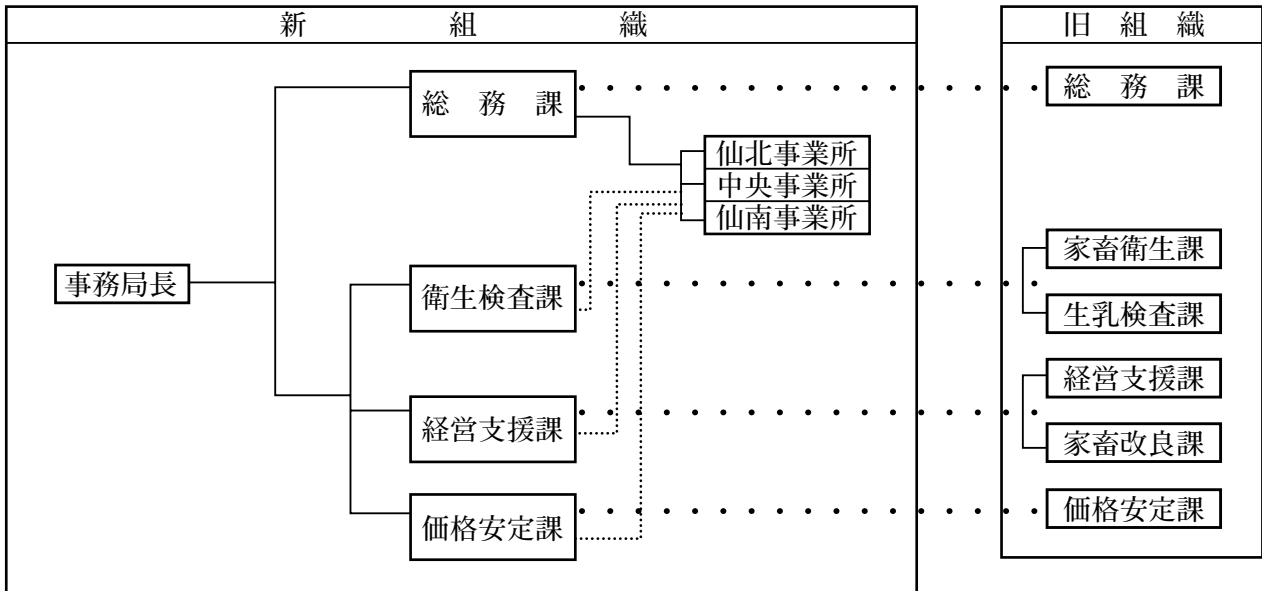 新組織
総務課
仙北事業所
中央事業所
仙南事業所
事務局長
衛生検査課
経営支援課
価格安定課
旧組織
総務課
家畜衛生課
生乳検査課
経営支援課
家畜改良課
価格安定課